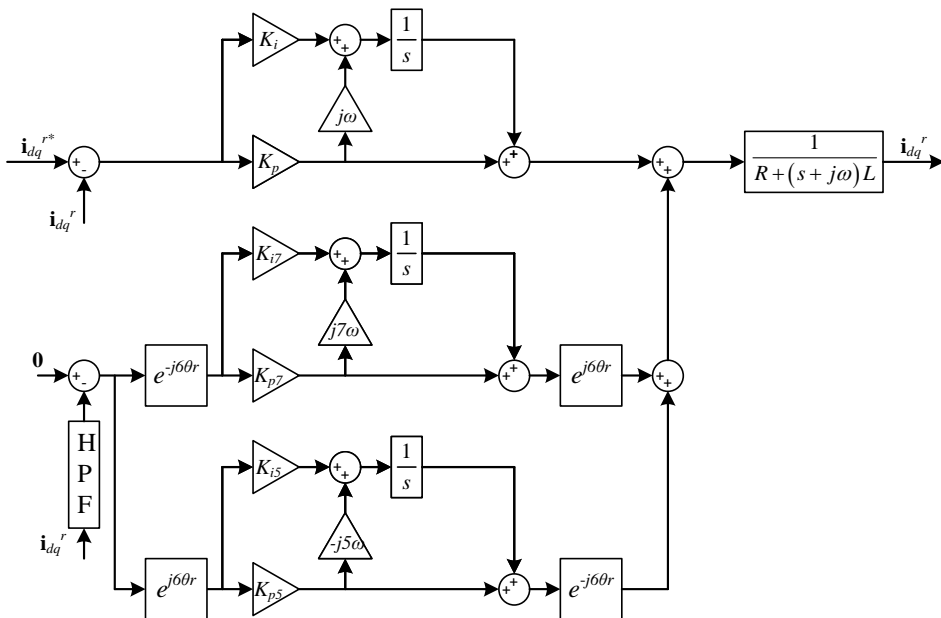 K_i
+
+
1/s
jω
i_dq^r*
+
-
K_p
+
+
+
+
1/(R+(s+jω)L)
i_dq^r
i_dq^r
K_i7
+
+
1/s
j7ω
0
+
-
e^-j6θr
K_p7
+
+
e^j6θr
+
+
H
P
F
K_i5
+
+
1/s
-j5ω
i_dq^r
e^j6θr
K_p5
+
+
e^-j6θr